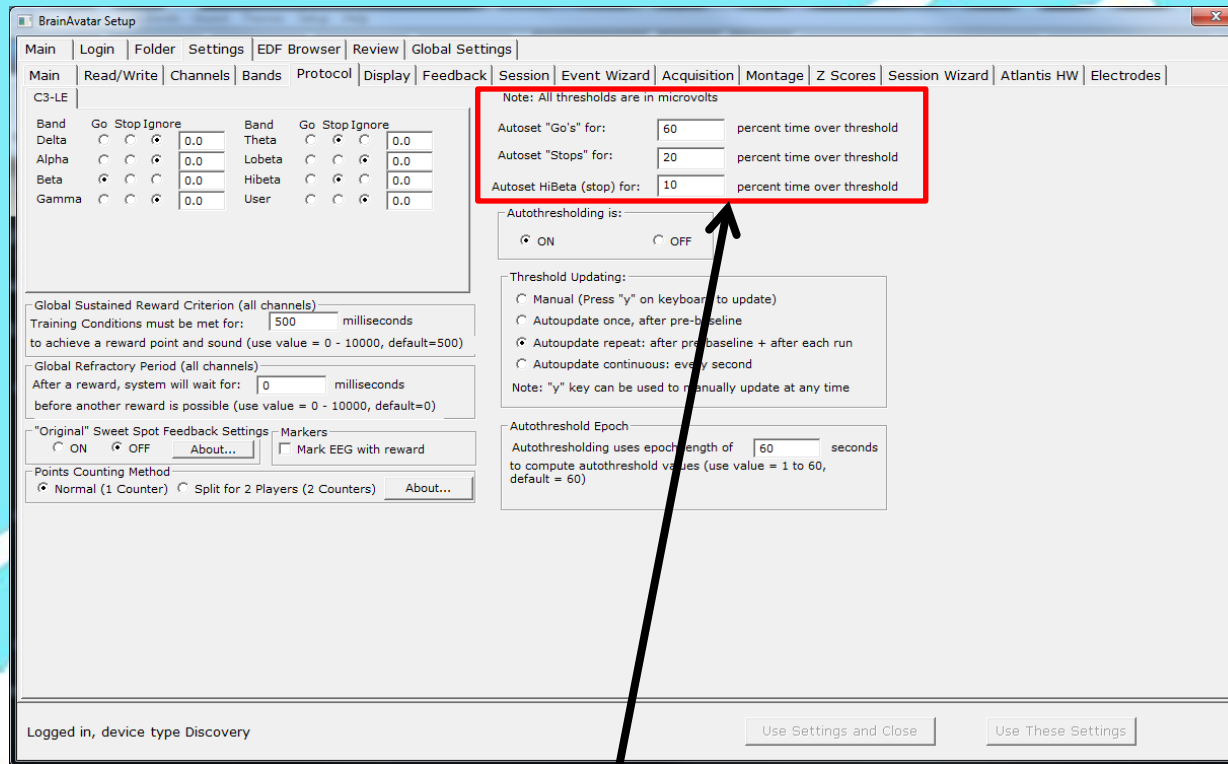 BrainAvatar Setup
Main Login Folder Settings EDF Browser Review Global Settings
Main Read/Write Channels Bands Protocol Display Feedback Session Event Wizard Acquisition Montage Z Scores Session Wizard Atlantis HW Electrodes
C3-LE
Band Go Stop Ignore Band Go Stop Ignore
Delta 0.0 Theta 0.0
Alpha 0.0 Lobeta 0.0
Beta 0.0 Hibeta 0.0
Gamma 0.0 User 0.0
Global Sustained Reward Criterion (all channels)
Training Conditions must be met for: 500 milliseconds
to achieve a reward point and sound (use value = 0 - 10000, default=500)
Global Refractory Period (all channels)
After a reward, system will wait for: 0 milliseconds
before another reward is possible (use value = 0 - 10000, default=0)
"Original" Sweet Spot Feedback Settings
ON OFF About...
Markers
Mark EEG with reward
Points Counting Method
Normal (1 Counter) Split for 2 Players (2 Counters) About...
Note: All thresholds are in microvolts
Autoset "Go's" for: 60 percent time over threshold
Autoset "Stops" for: 20 percent time over threshold
Autoset HiBeta (stop) for: 10 percent time over threshold
Autothresholding is:
ON OFF
Threshold Updating:
Manual (Press "y" on keyboard to update)
Autoupdate once, after pre-baseline
Autoupdate repeat: after pre-baseline + after each run
Autoupdate continuous: every second
Note: "y" key can be used to manually update at any time
Autothreshold Epoch
Autothresholding uses epoch length of 60 seconds
to compute autothreshold values (use value = 1 to 60,
default = 60)
Logged in, device type Discovery
Use Settings and Close Use These Settings